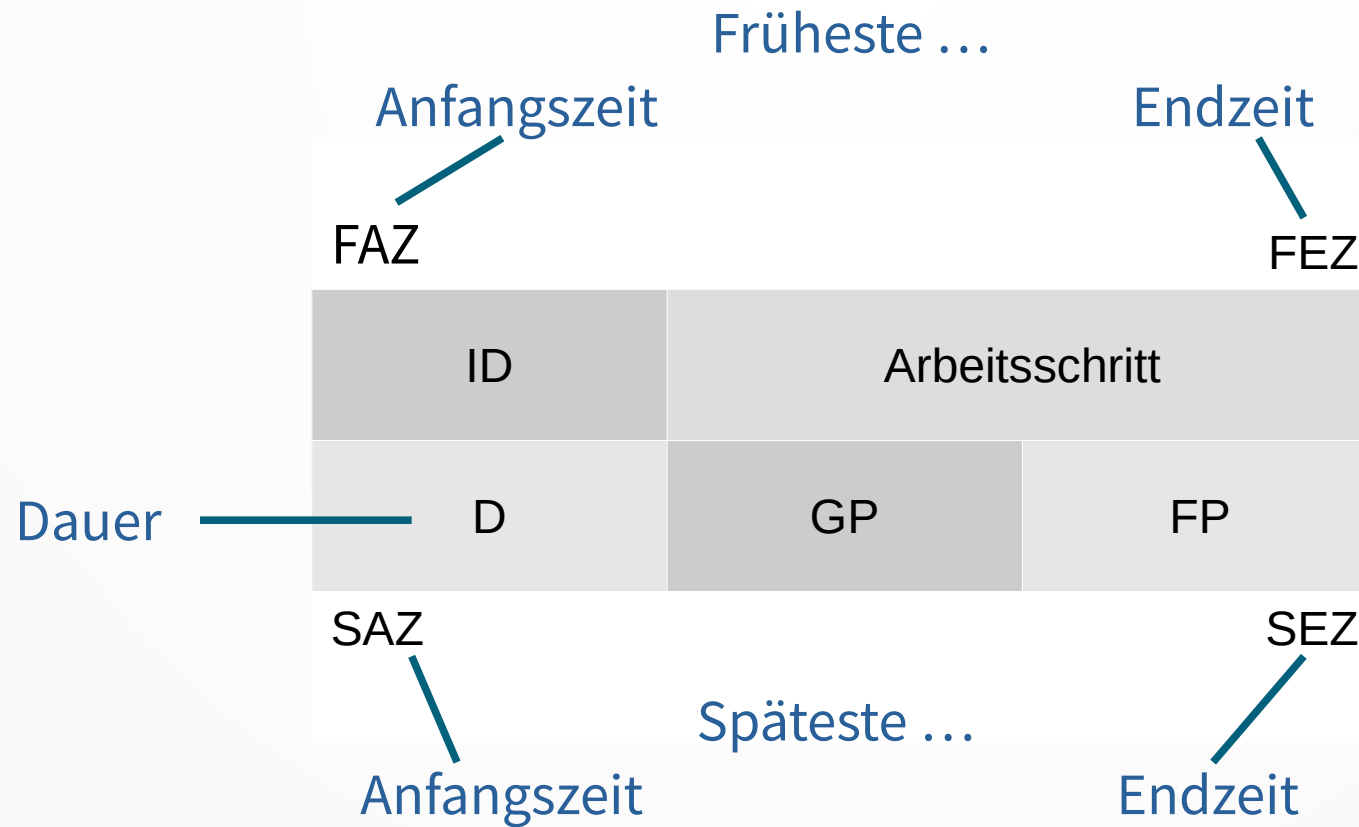 Früheste …
Anfangszeit Endzeit
FAZ FEZ
ID Arbeitsschritt
Dauer D GP FP
SAZ SEZ
Späteste …
Anfangszeit Endzeit